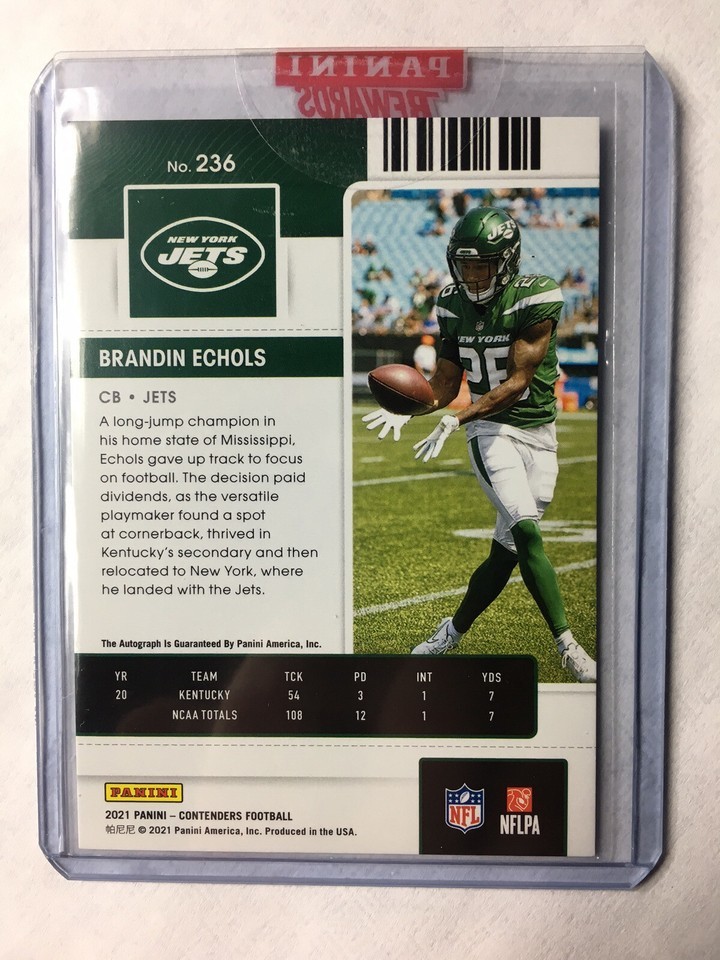 PANINI
REWARDS
No. 236
NEW YORK
JETS
BRANDIN ECHOLS
CB • JETS
A long-jump champion in
his home state of Mississippi,
Echols gave up track to focus
on football. The decision paid
dividends, as the versatile
playmaker found a spot
at cornerback, thrived in
Kentucky's secondary and then
relocated to New York, where
he landed with the Jets.
JETS
26
NEW YORK
26
The Autograph Is Guaranteed By Panini America, Inc.
YR TEAM TCK PD INT YDS
20 KENTUCKY 54 3 1 7
NCAA TOTALS 108 12 1 7
PANINI
2021 PANINI – CONTENDERS FOOTBALL
帕尼尼 © 2021 Panini America, Inc. Produced in the USA.
NFL
NFLPA